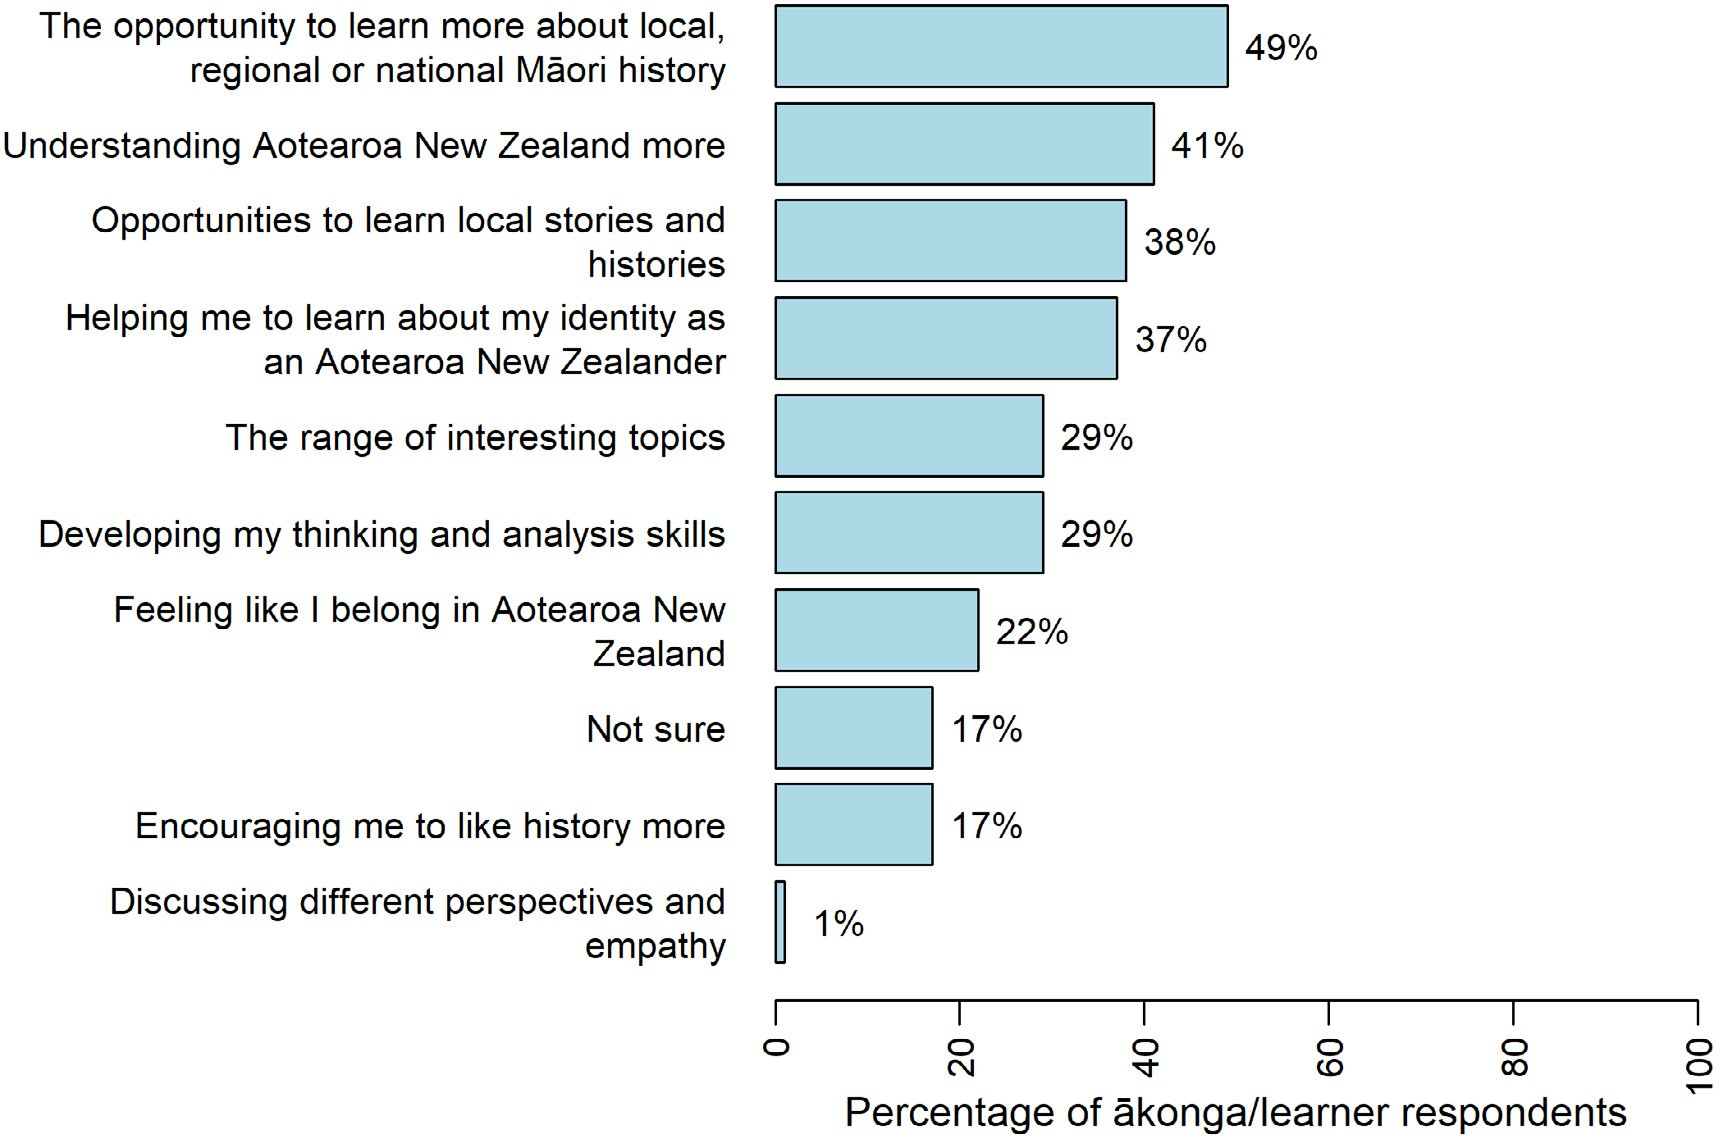 The opportunity to learn more about local,
regional or national Māori history
49%
Understanding Aotearoa New Zealand more
41%
Opportunities to learn local stories and
histories
38%
Helping me to learn about my identity as
an Aotearoa New Zealander
37%
The range of interesting topics
29%
Developing my thinking and analysis skills
29%
Feeling like I belong in Aotearoa New
Zealand
22%
Not sure
17%
Encouraging me to like history more
17%
Discussing different perspectives and
empathy
1%
0
20
40
60
80
100
Percentage of ākonga/learner respondents